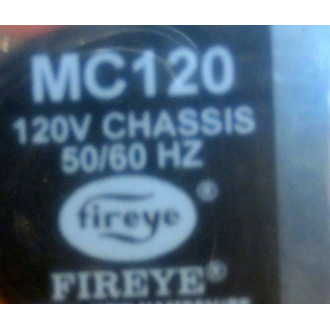 MC120
120V CHASSIS
50/60 HZ
fireye®
FIREYE®